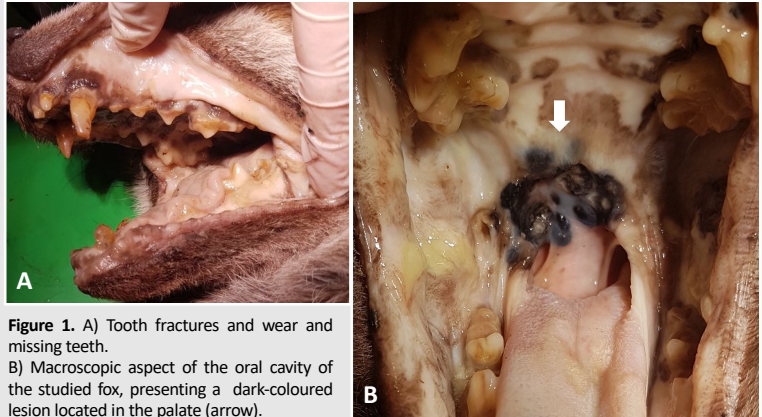 A
B
Figure 1. A) Tooth fractures and wear and
missing teeth.
B) Macroscopic aspect of the oral cavity of
the studied fox, presenting a dark-coloured
lesion located in the palate (arrow).